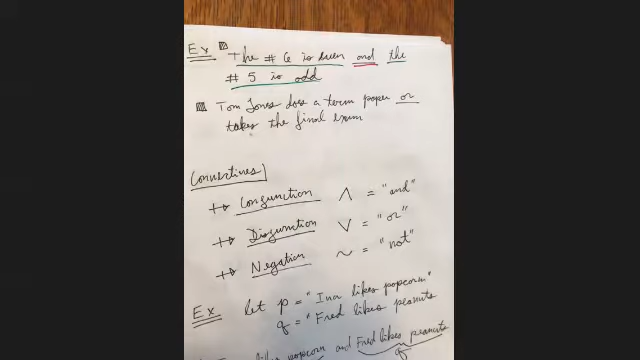 Ex The # 6 is even and the
# 5 is odd
Tom Jones does a term paper or
takes the final exam
Connectives
Conjunction ∧ = "and"
Disjunction ∨ = "or"
Negation ~ = "not"
Ex let p = "Ina likes popcorn"
q = "Fred likes peanuts
likes popcorn and Fred likes peanuts
q